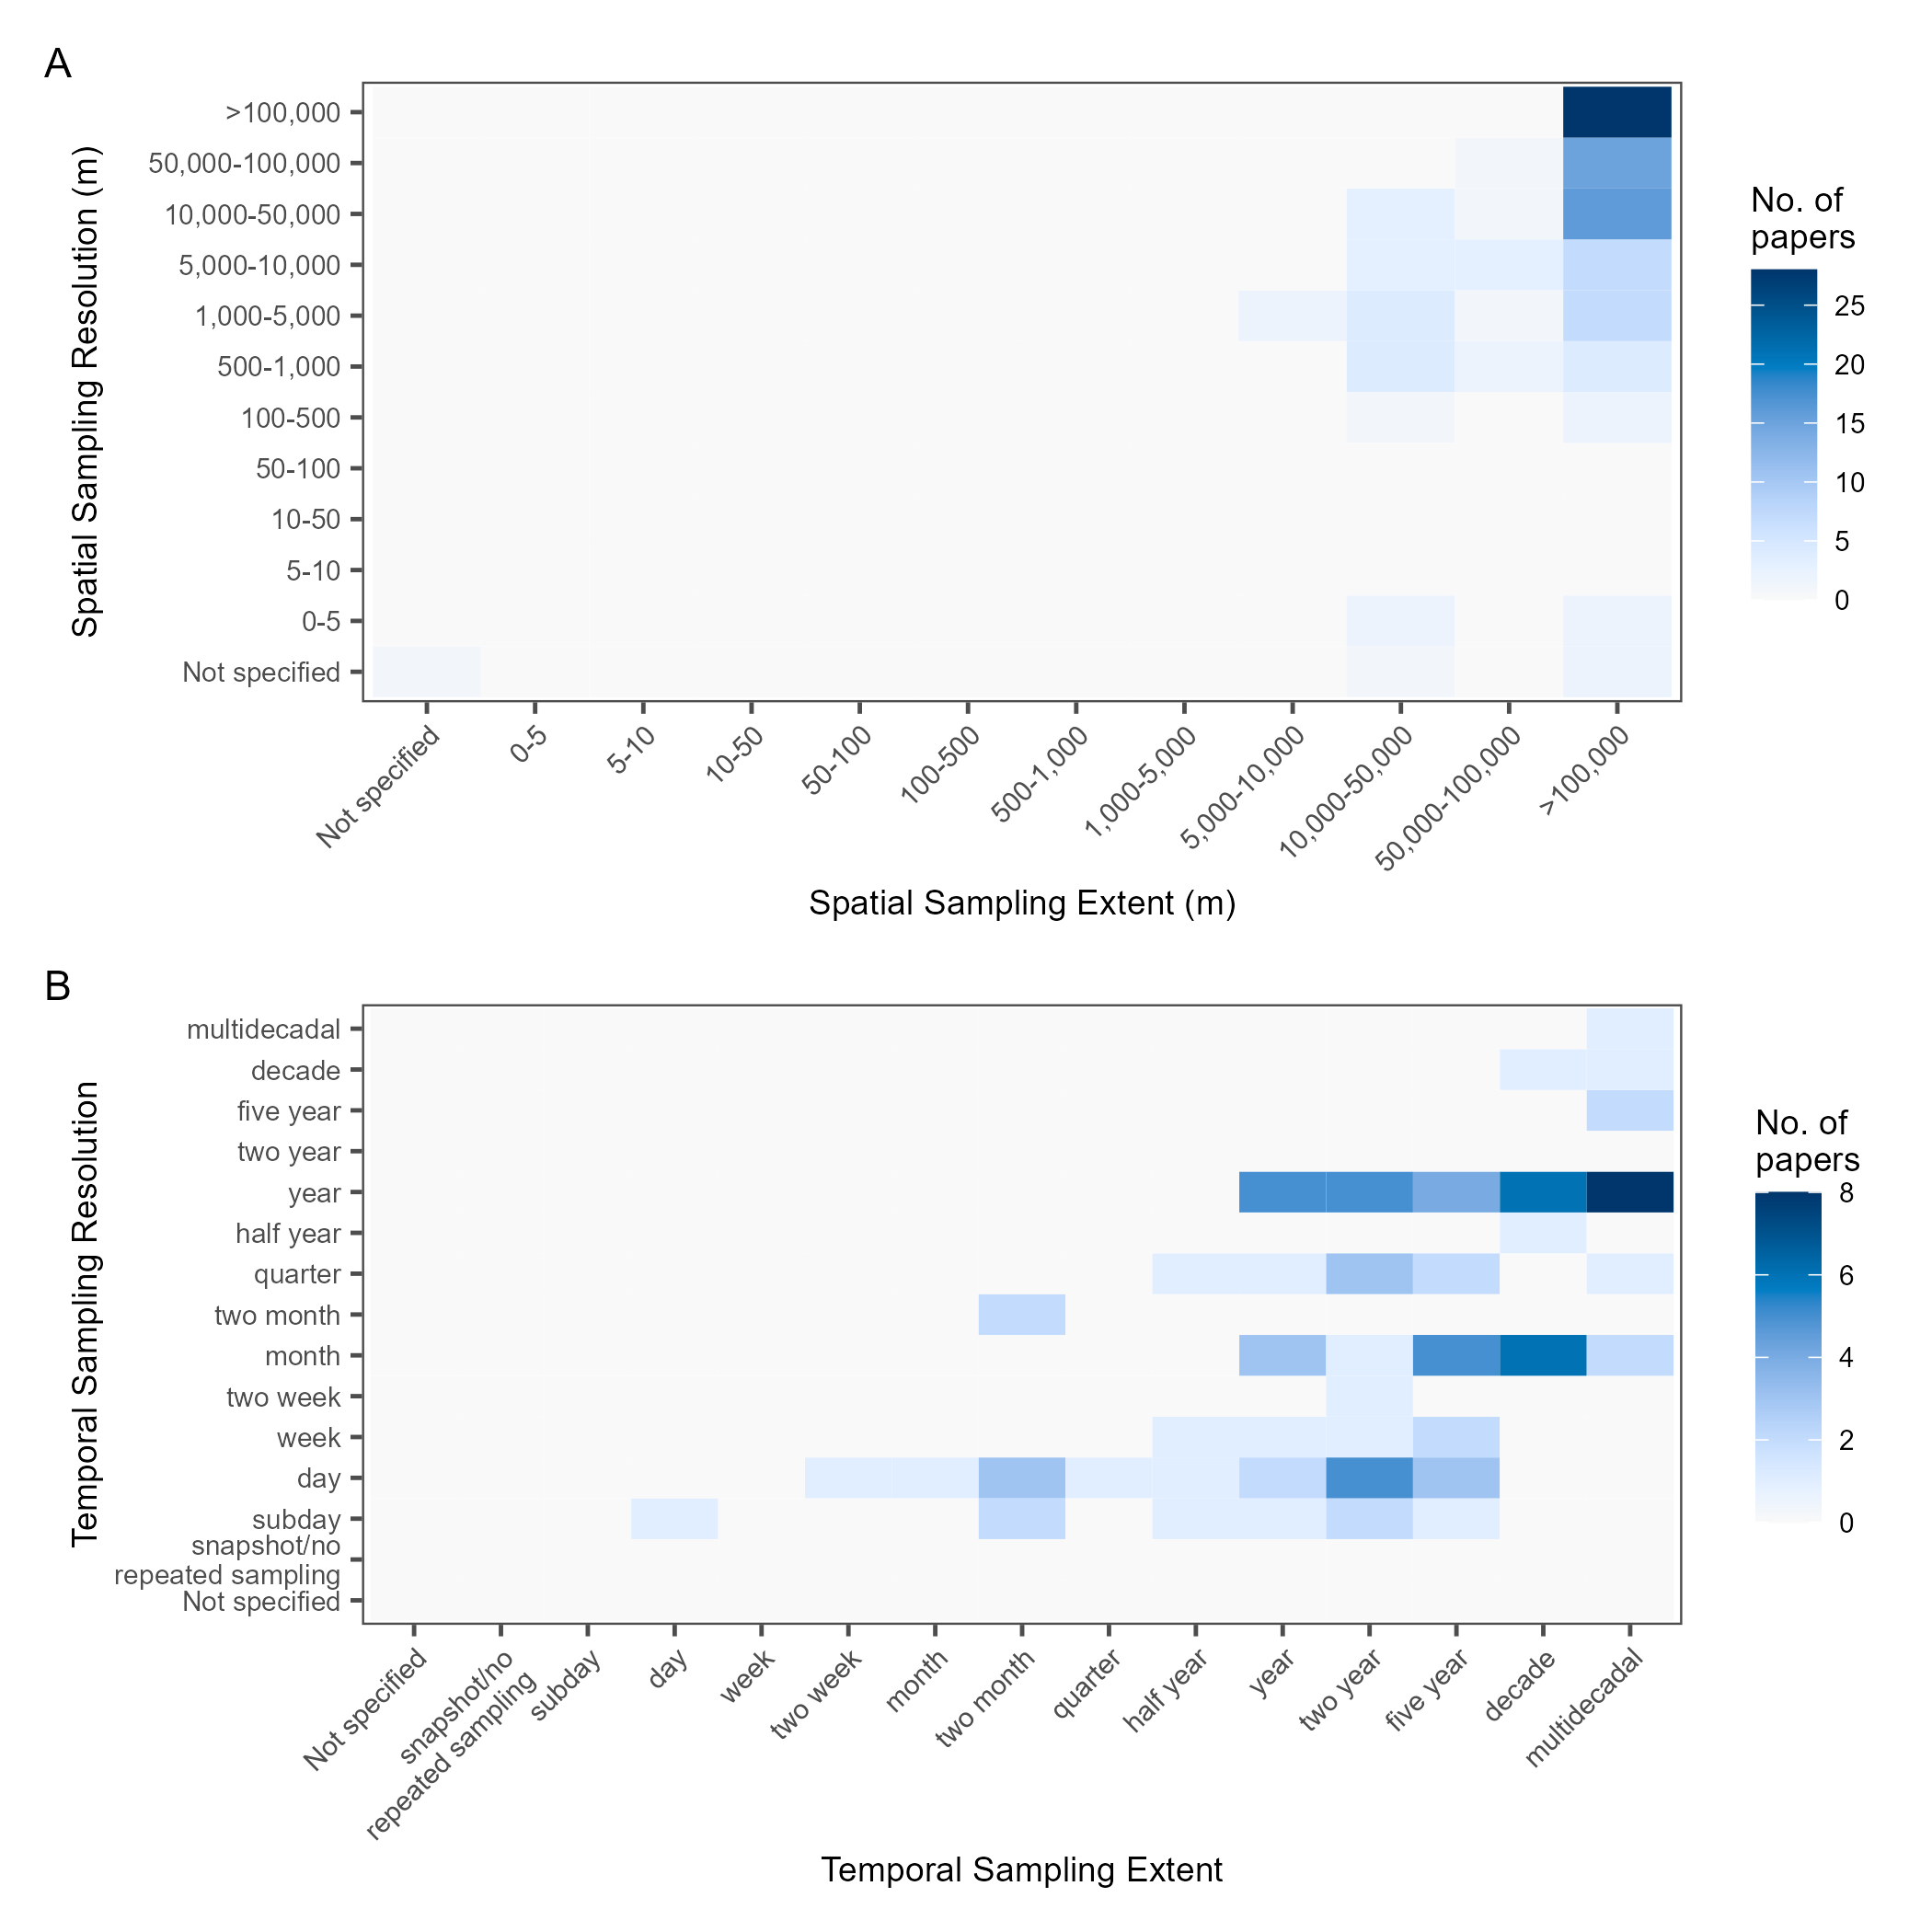 A
Spatial Sampling Resolution (m)
>100,000
50,000-100,000
10,000-50,000
5,000-10,000
1,000-5,000
500-1,000
100-500
50-100
10-50
5-10
0-5
Not specified
Not specified
0-5
5-10
10-50
50-100
100-500
500-1,000
1,000-5,000
5,000-10,000
10,000-50,000
50,000-100,000
>100,000
Spatial Sampling Extent (m)
No. of
papers
25
20
15
10
5
0
B
Temporal Sampling Resolution
multidecadal
decade
five year
two year
year
half year
quarter
two month
month
two week
week
day
subday
snapshot/no
repeated sampling
Not specified
Not specified
snapshot/no
repeated sampling
subday
day
week
two week
month
two month
quarter
half year
year
two year
five year
decade
multidecadal
Temporal Sampling Extent
No. of
papers
8
6
4
2
0